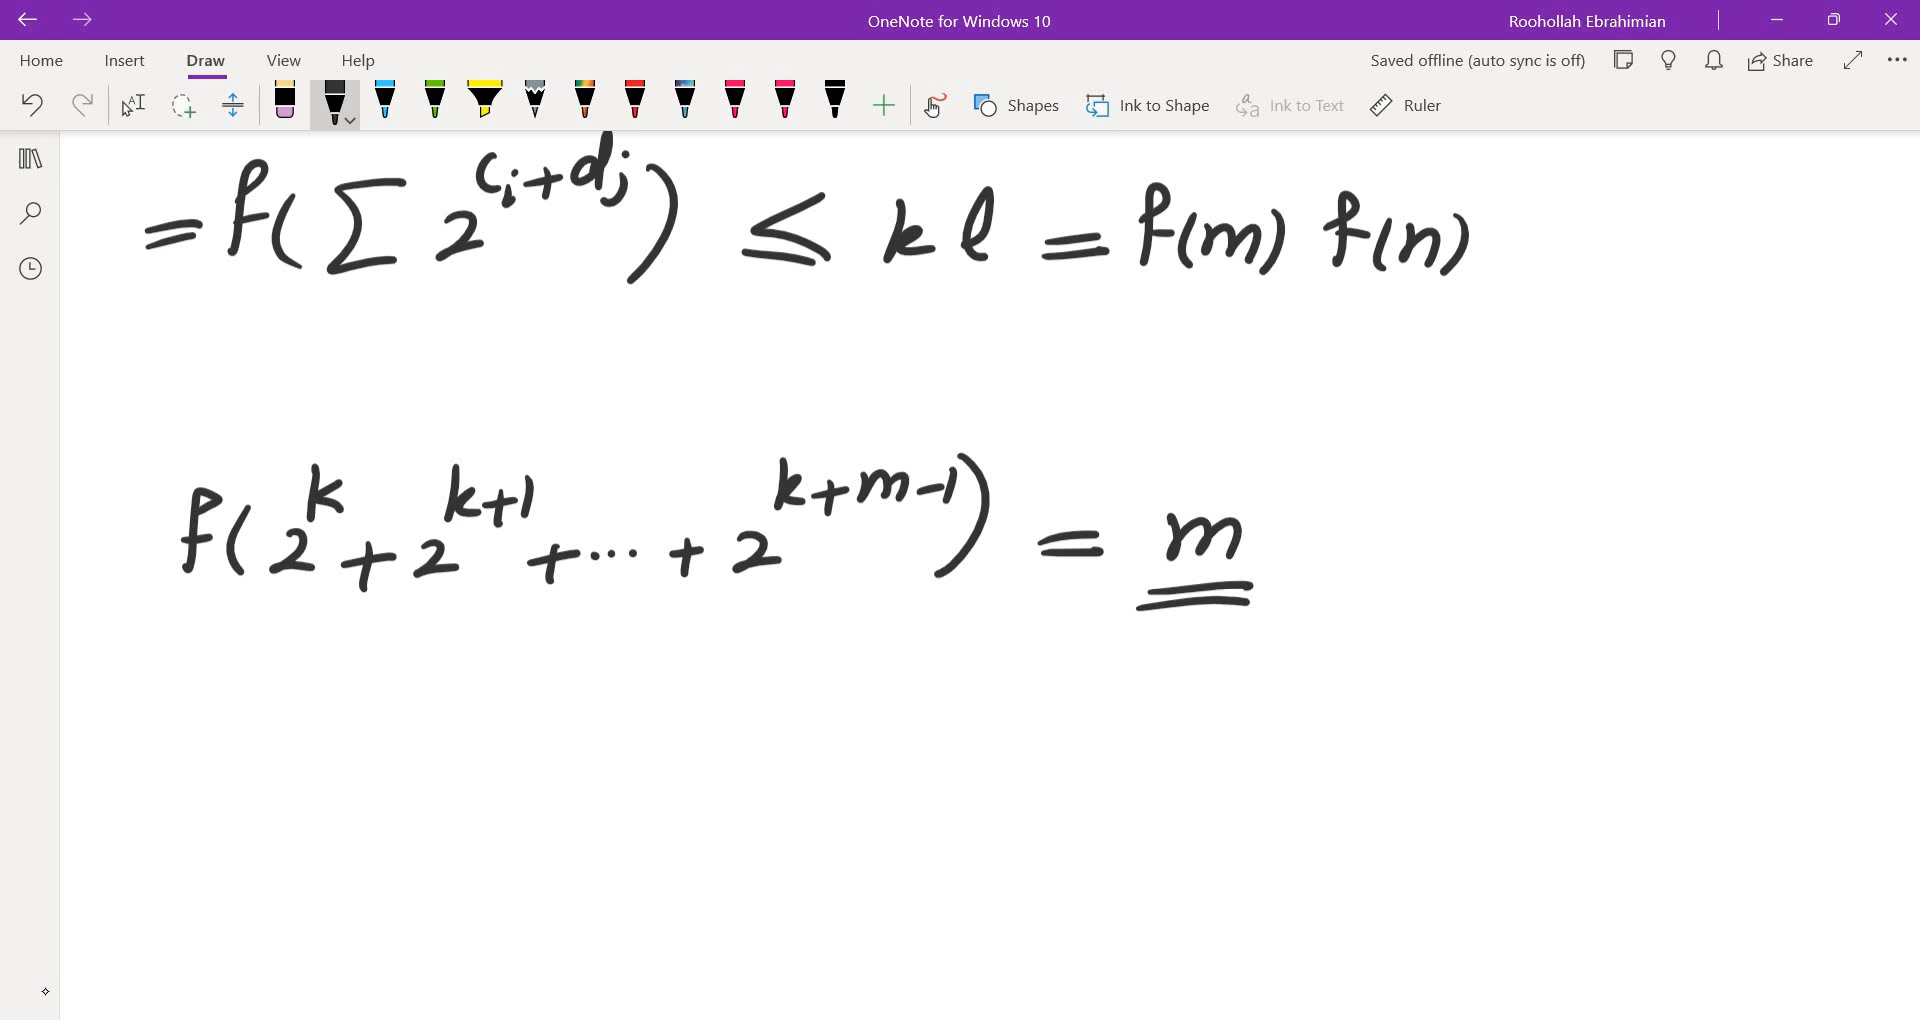 OneNote for Windows 10 Roohollah Ebrahimian
Home Insert Draw View Help Saved offline (auto sync is off) Share
Shapes Ink to Shape Ink to Text Ruler
= f(∑ 2^{c_i+d_j}) ≤ kl = f(m) f(n)
f(2^k + 2^{k+1} + ... + 2^{k+m-1}) = m